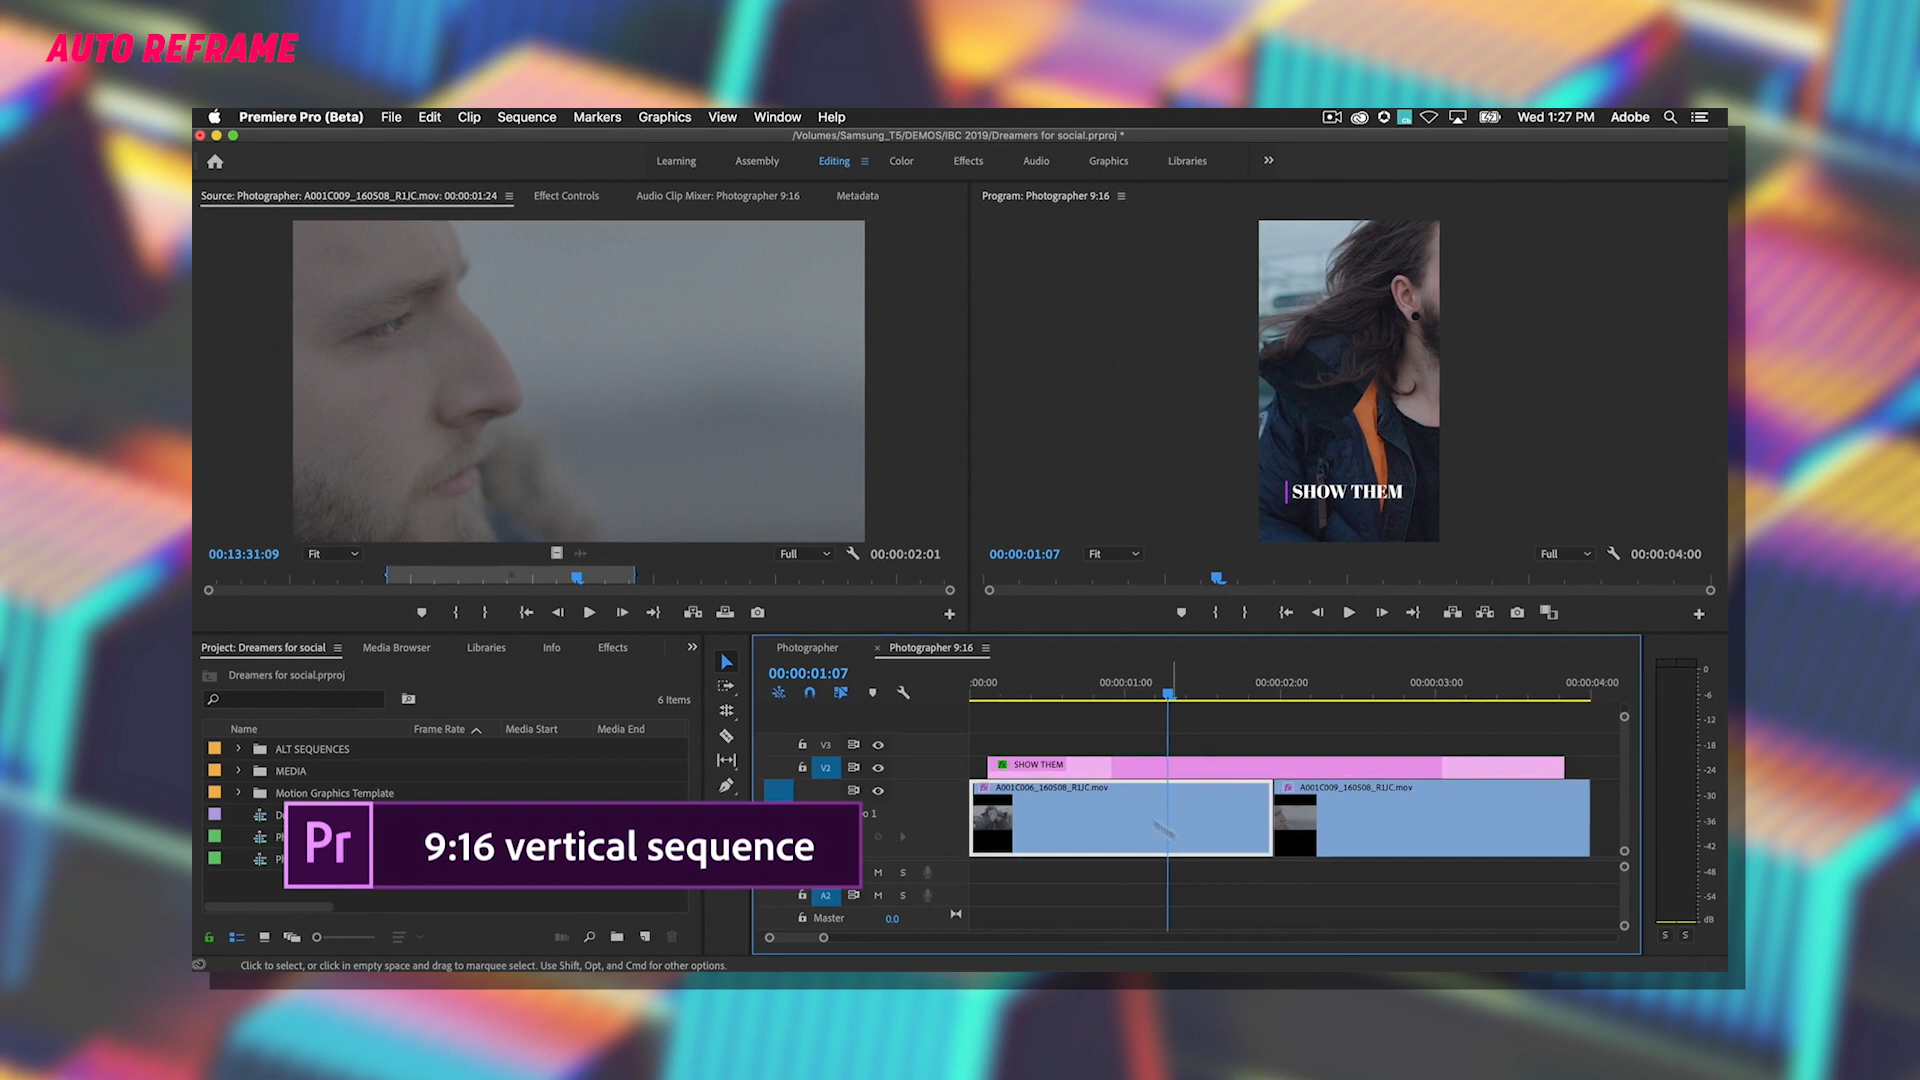 AUTO REFRAME
Premiere Pro (Beta) File Edit Clip Sequence Markers Graphics View Window Help Wed 1:27 PM Adobe
/Volumes/Samsung_T5/DEMOS/IBC 2019/Dreamers for social.prproj *
Learning Assembly Editing Color Effects Audio Graphics Libraries
Source: Photographer: A001C009_160508_R1JC.mov: 00:00:01:24 Effect Controls Audio Clip Mixer: Photographer 9:16 Metadata
Program: Photographer 9:16
SHOW THEM
00:13:31:09 Fit Full 00:00:02:01
00:00:01:07 Fit Full 00:00:04:00
Project: Dreamers for social Media Browser Libraries Info Effects
Dreamers for social.prproj
6 Items
Name Frame Rate Media Start Media End
ALT SEQUENCES
MEDIA
Motion Graphics Template
Pr 9:16 vertical sequence
Photographer × Photographer 9:16
00:00:01:07
:00:00 00:00:01:00 00:00:02:00 00:00:03:00 00:00:04:00
V3
V2 SHOW THEM
fx A001C006_160508_R1JC.mov fx A001C009_160508_R1JC.mov
o 1
M S
A2 M S
Master 0.0
0
-6
-12
-18
-24
-30
-36
-42
-48
-54
dB
S S
Click to select, or click in empty space and drag to marquee select. Use Shift, Opt, and Cmd for other options.